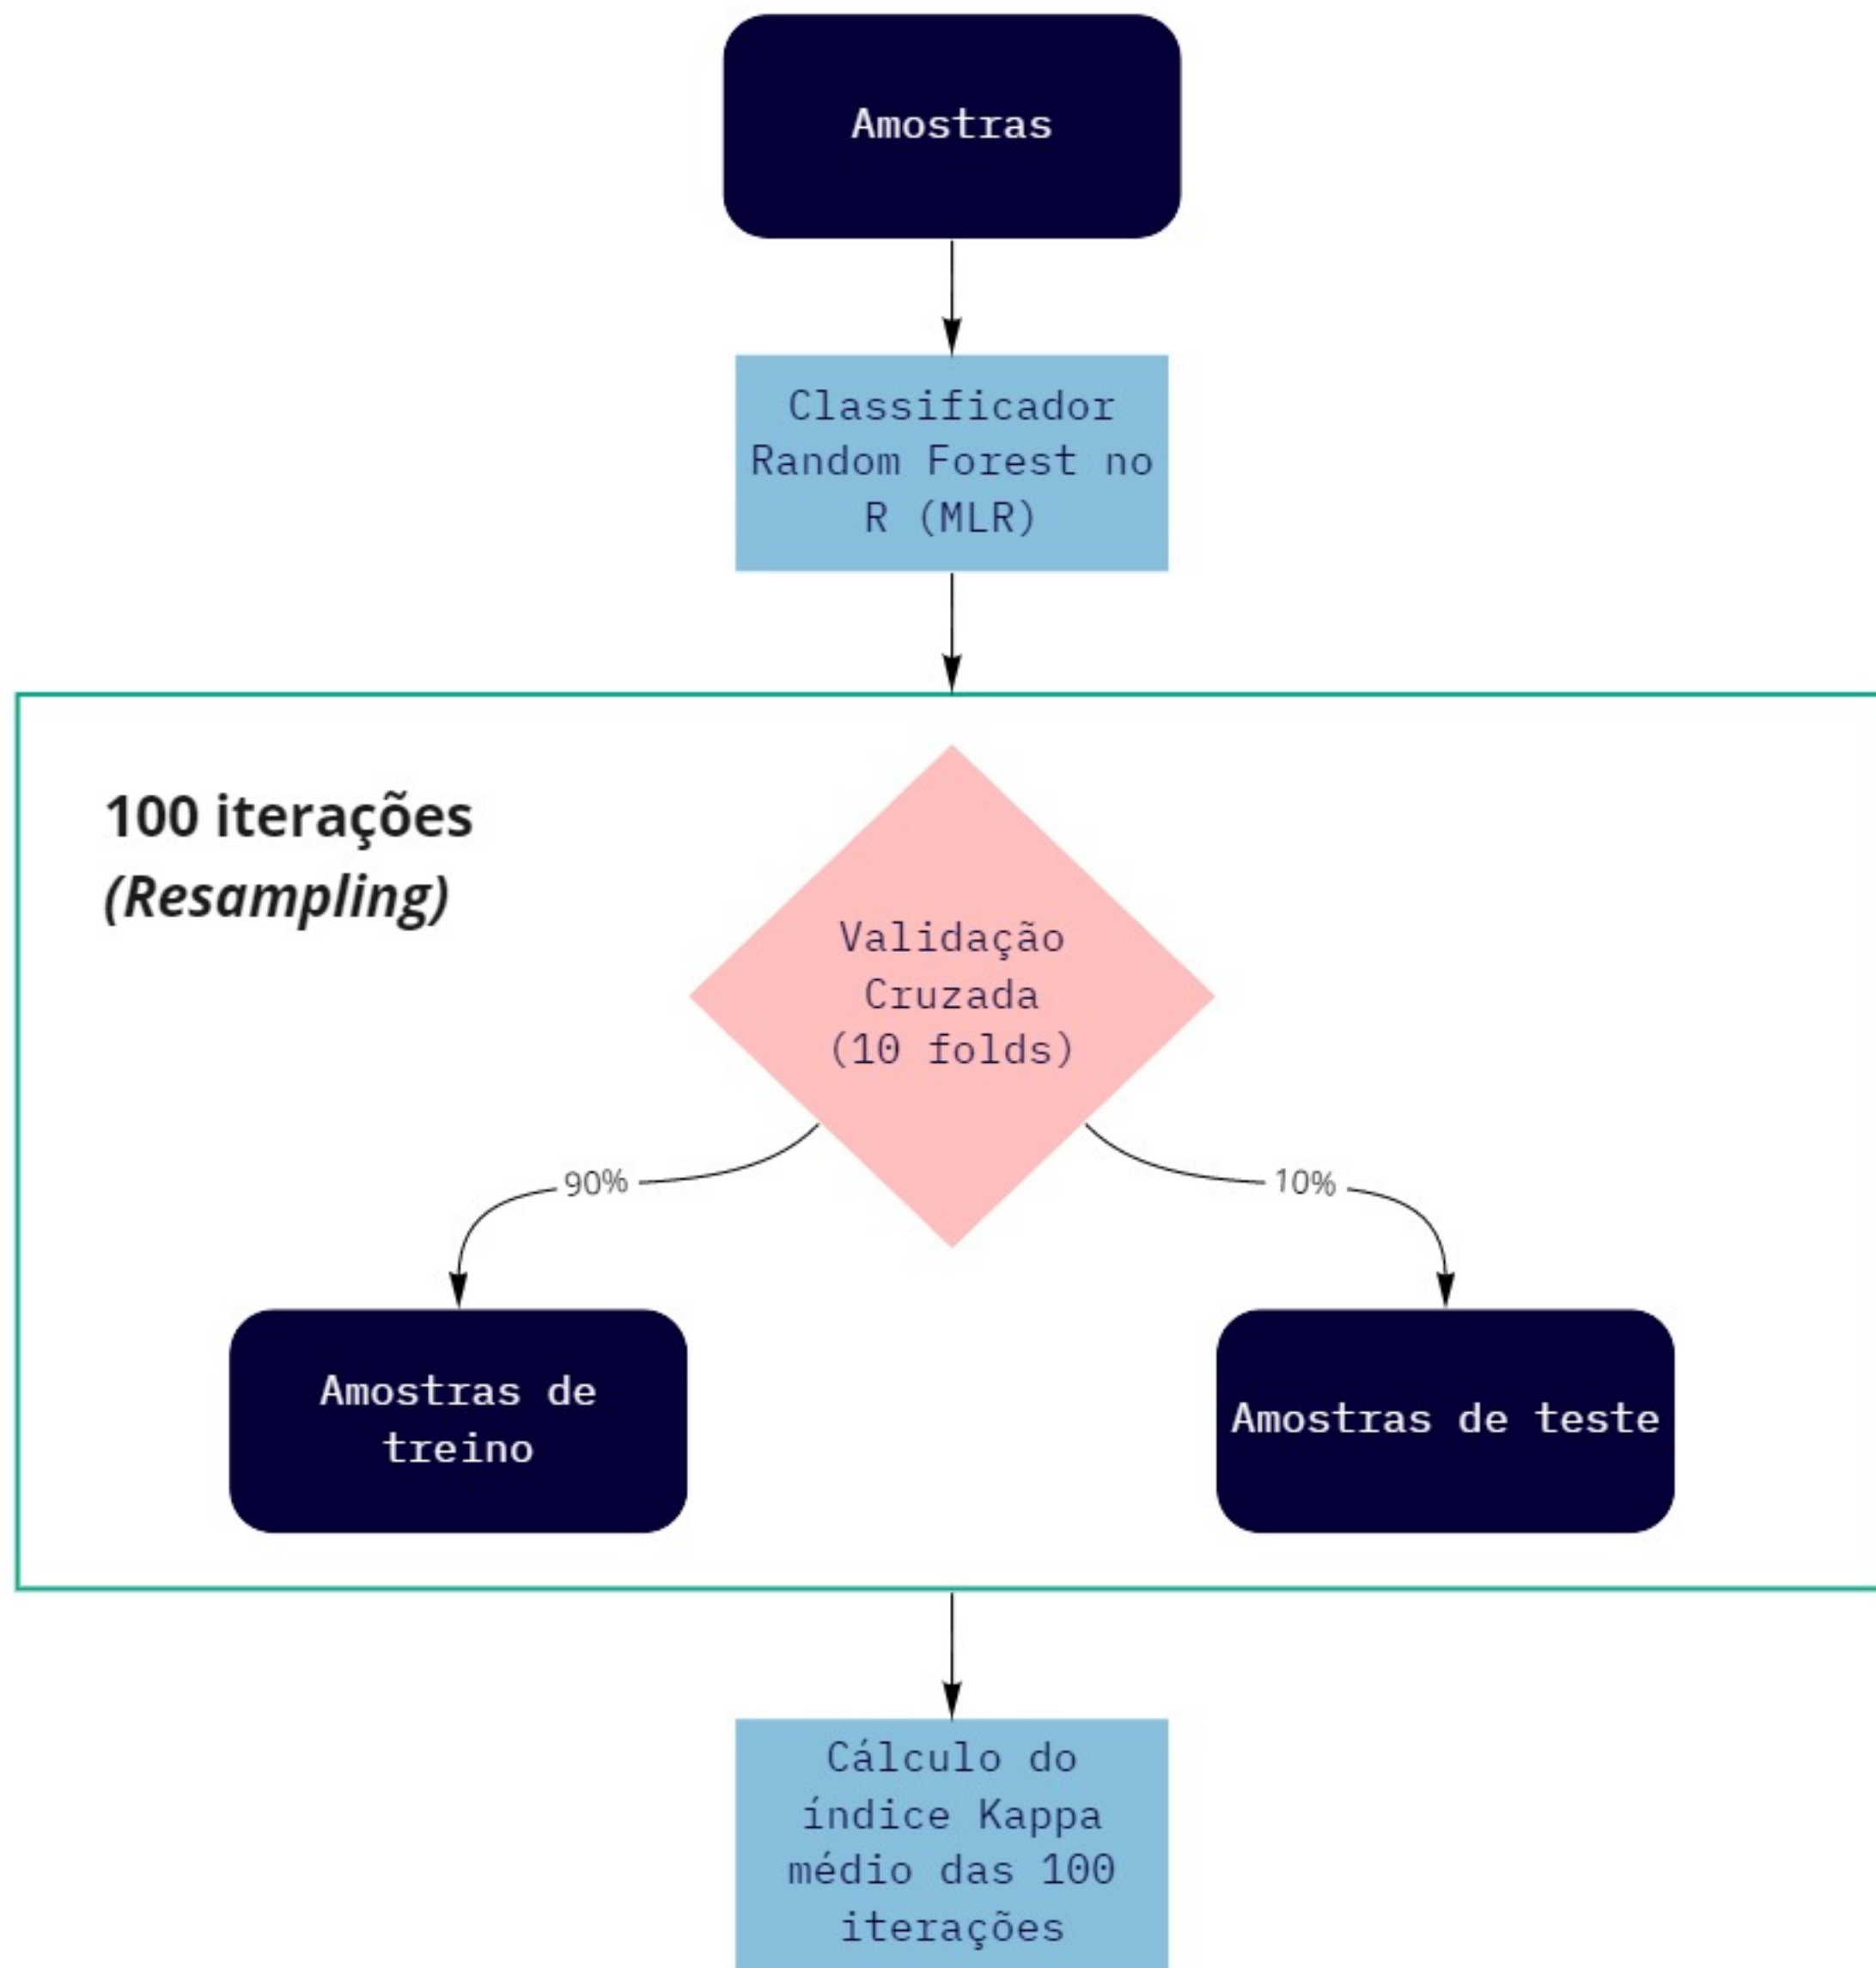 Amostras
Classificador
Random Forest no
R (MLR)
100 iterações
(Resampling)
Validação
Cruzada
(10 folds)
90%
10%
Amostras de
treino
Amostras de teste
Cálculo do
índice Kappa
médio das 100
iterações